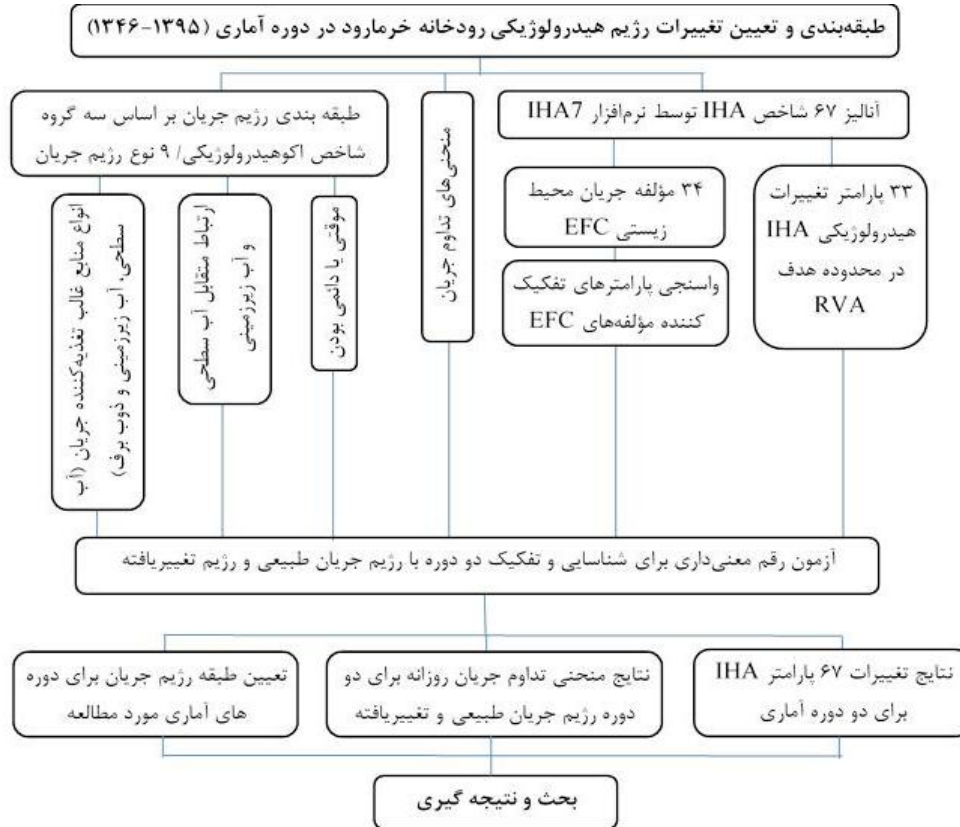 طبقه‌بندی و تعیین تغییرات رژیم هیدرولوژیکی رودخانه خرمارود در دوره آماری (۱۳۹۵-۱۳۴۶)
آنالیز ۶۷ شاخص IHA توسط نرم‌افزار IHA7
۳۳ پارامتر تغییرات
هیدرولوژیکی IHA
در محدوده هدف
RVA
۳۴ مؤلفه جریان محیط
زیستی EFC
واسنجی پارامترهای تفکیک
کننده مؤلفه‌های EFC
منحنی‌های تداوم جریان
طبقه بندی رژیم جریان بر اساس سه گروه
شاخص اکوهیدرولوژیکی/ ۹ نوع رژیم جریان
موقتی یا دائمی بودن
ارتباط متقابل آب سطحی
و آب زیرزمینی
انواع منابع غالب تغذیه‌کننده جریان (آب
سطحی، آب زیرزمینی و ذوب برف)
آزمون رقم معنی‌داری برای شناسایی و تفکیک دو دوره با رژیم جریان طبیعی و رژیم تغییریافته
نتایج تغییرات ۶۷ پارامتر IHA
برای دو دوره آماری
نتایج منحنی تداوم جریان روزانه برای دو
دوره رژیم جریان طبیعی و تغییریافته
تعیین طبقه رژیم جریان برای دوره
های آماری مورد مطالعه
بحث و نتیجه گیری